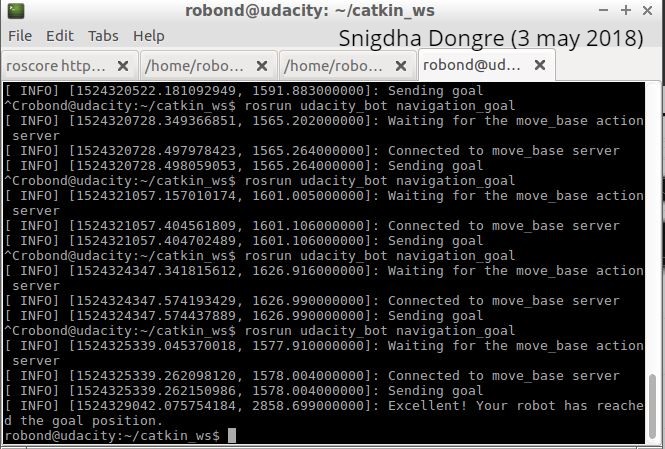 robond@udacity: ~/catkin_ws
File Edit Tabs Help
Snigdha Dongre (3 may 2018)
roscore http... /home/robo... /home/robo... robond@ud...
[ INFO] [1524320522.181092949, 1591.883000000]: Sending goal
^Crobond@udacity:~/catkin_ws$ rosrun udacity_bot navigation_goal
[ INFO] [1524320728.349366851, 1565.202000000]: Waiting for the move_base action
 server
[ INFO] [1524320728.497978423, 1565.264000000]: Connected to move_base server
[ INFO] [1524320728.498059053, 1565.264000000]: Sending goal
^Crobond@udacity:~/catkin_ws$ rosrun udacity_bot navigation_goal
[ INFO] [1524321057.157010174, 1601.005000000]: Waiting for the move_base action
 server
[ INFO] [1524321057.404561809, 1601.106000000]: Connected to move_base server
[ INFO] [1524321057.404702489, 1601.106000000]: Sending goal
^Crobond@udacity:~/catkin_ws$ rosrun udacity_bot navigation_goal
[ INFO] [1524324347.341815612, 1626.916000000]: Waiting for the move_base action
 server
[ INFO] [1524324347.574193429, 1626.990000000]: Connected to move_base server
[ INFO] [1524324347.574437889, 1626.990000000]: Sending goal
^Crobond@udacity:~/catkin_ws$ rosrun udacity_bot navigation_goal
[ INFO] [1524325339.045370018, 1577.910000000]: Waiting for the move_base action
 server
[ INFO] [1524325339.262098120, 1578.004000000]: Connected to move_base server
[ INFO] [1524325339.262150986, 1578.004000000]: Sending goal
[ INFO] [1524329042.075754184, 2858.699000000]: Excellent! Your robot has reache
d the goal position.
robond@udacity:~/catkin_ws$